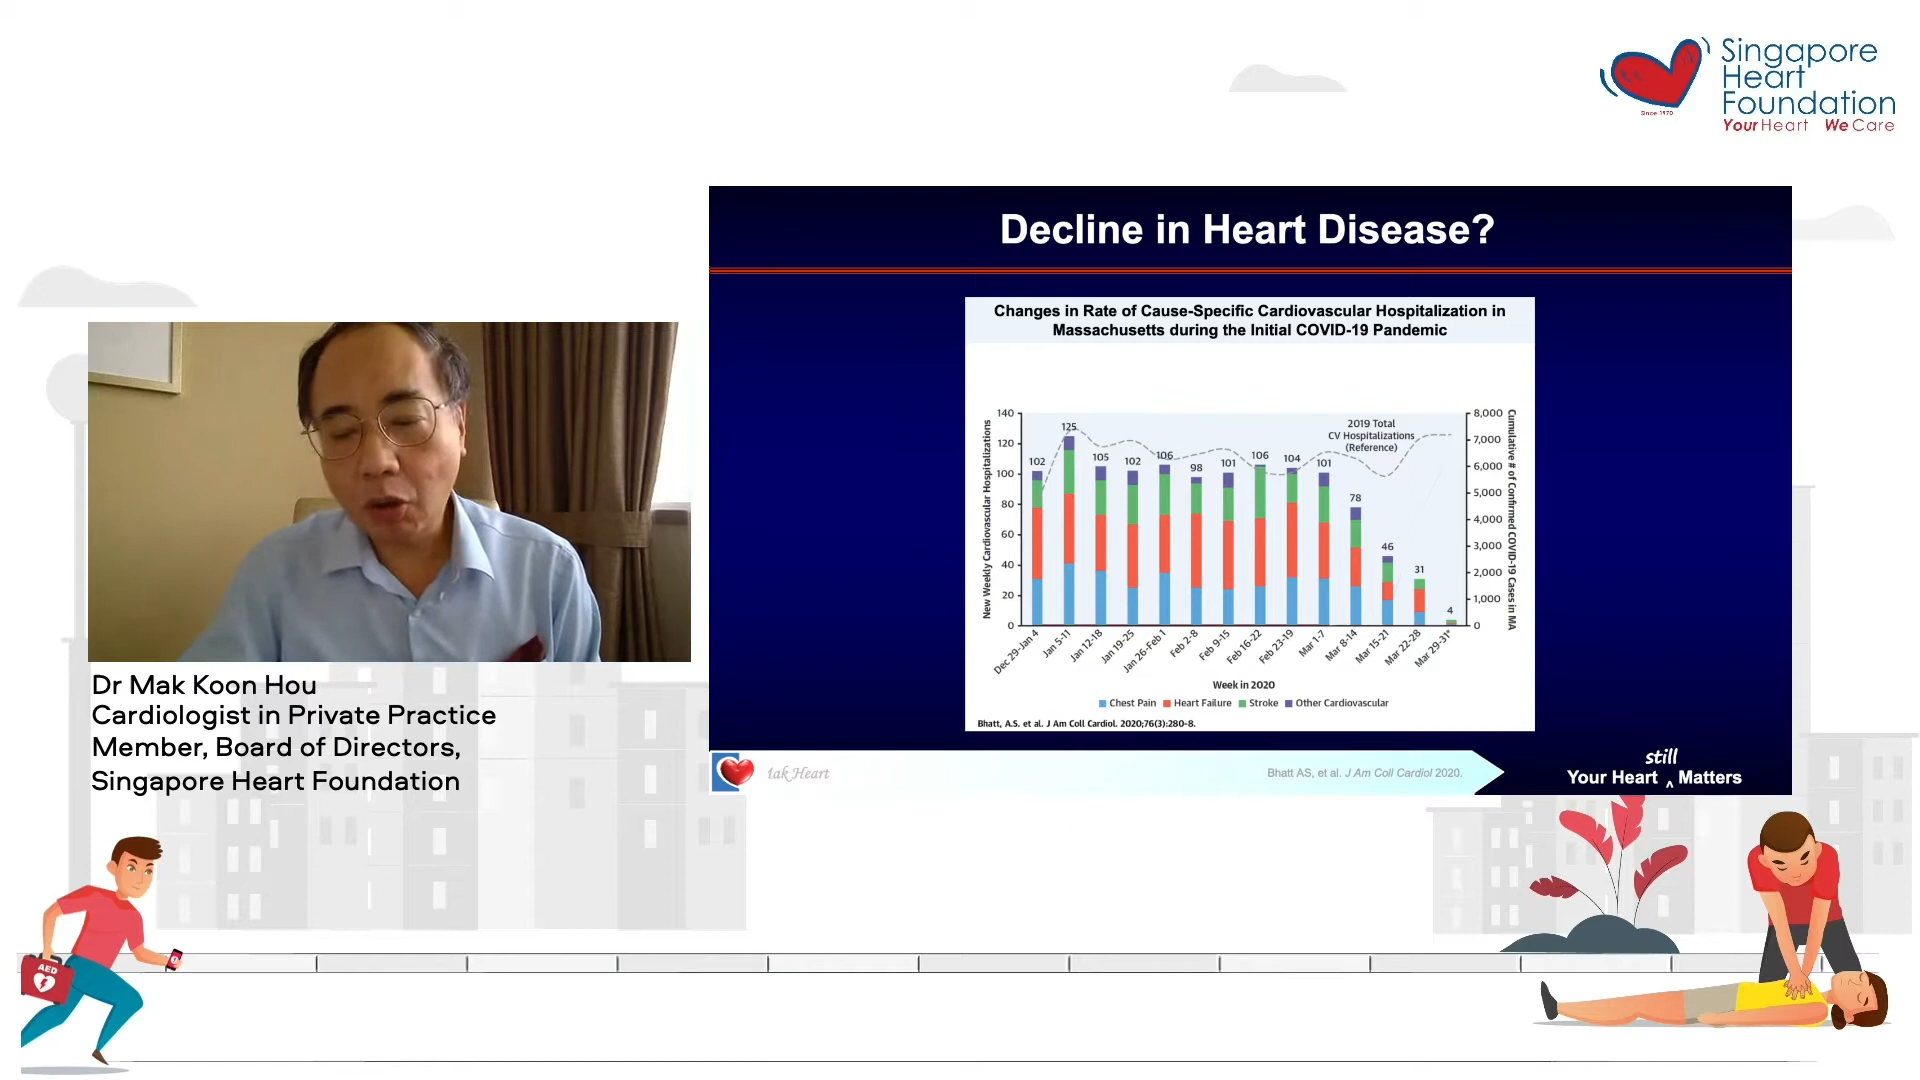 Singapore
Heart
Foundation
Since 1970
Your Heart We Care
Decline in Heart Disease?
Changes in Rate of Cause-Specific Cardiovascular Hospitalization in
Massachusetts during the Initial COVID-19 Pandemic
New Weekly Cardiovascular Hospitalizations
140
120
100
80
60
40
20
0
102
125
105
102
106
98
101
106
104
101
78
46
31
4
2019 Total
CV Hospitalizations
(Reference)
8,000
7,000
6,000
5,000
4,000
3,000
2,000
1,000
0
Cumulative # of Confirmed COVID-19 Cases in MA
Dec 29-Jan 4
Jan 5-11
Jan 12-18
Jan 19-25
Jan 26-Feb 1
Feb 2-8
Feb 9-15
Feb 16-22
Feb 23-19
Mar 1-7
Mar 8-14
Mar 15-21
Mar 22-28
Mar 29-31*
Week in 2020
Chest Pain Heart Failure Stroke Other Cardiovascular
Bhatt, A.S. et al. J Am Coll Cardiol. 2020;76(3):280-8.
Iak Heart
Bhatt AS, et al. J Am Coll Cardiol 2020.
still
Your Heart ^ Matters
Dr Mak Koon Hou
Cardiologist in Private Practice
Member, Board of Directors,
Singapore Heart Foundation
AED